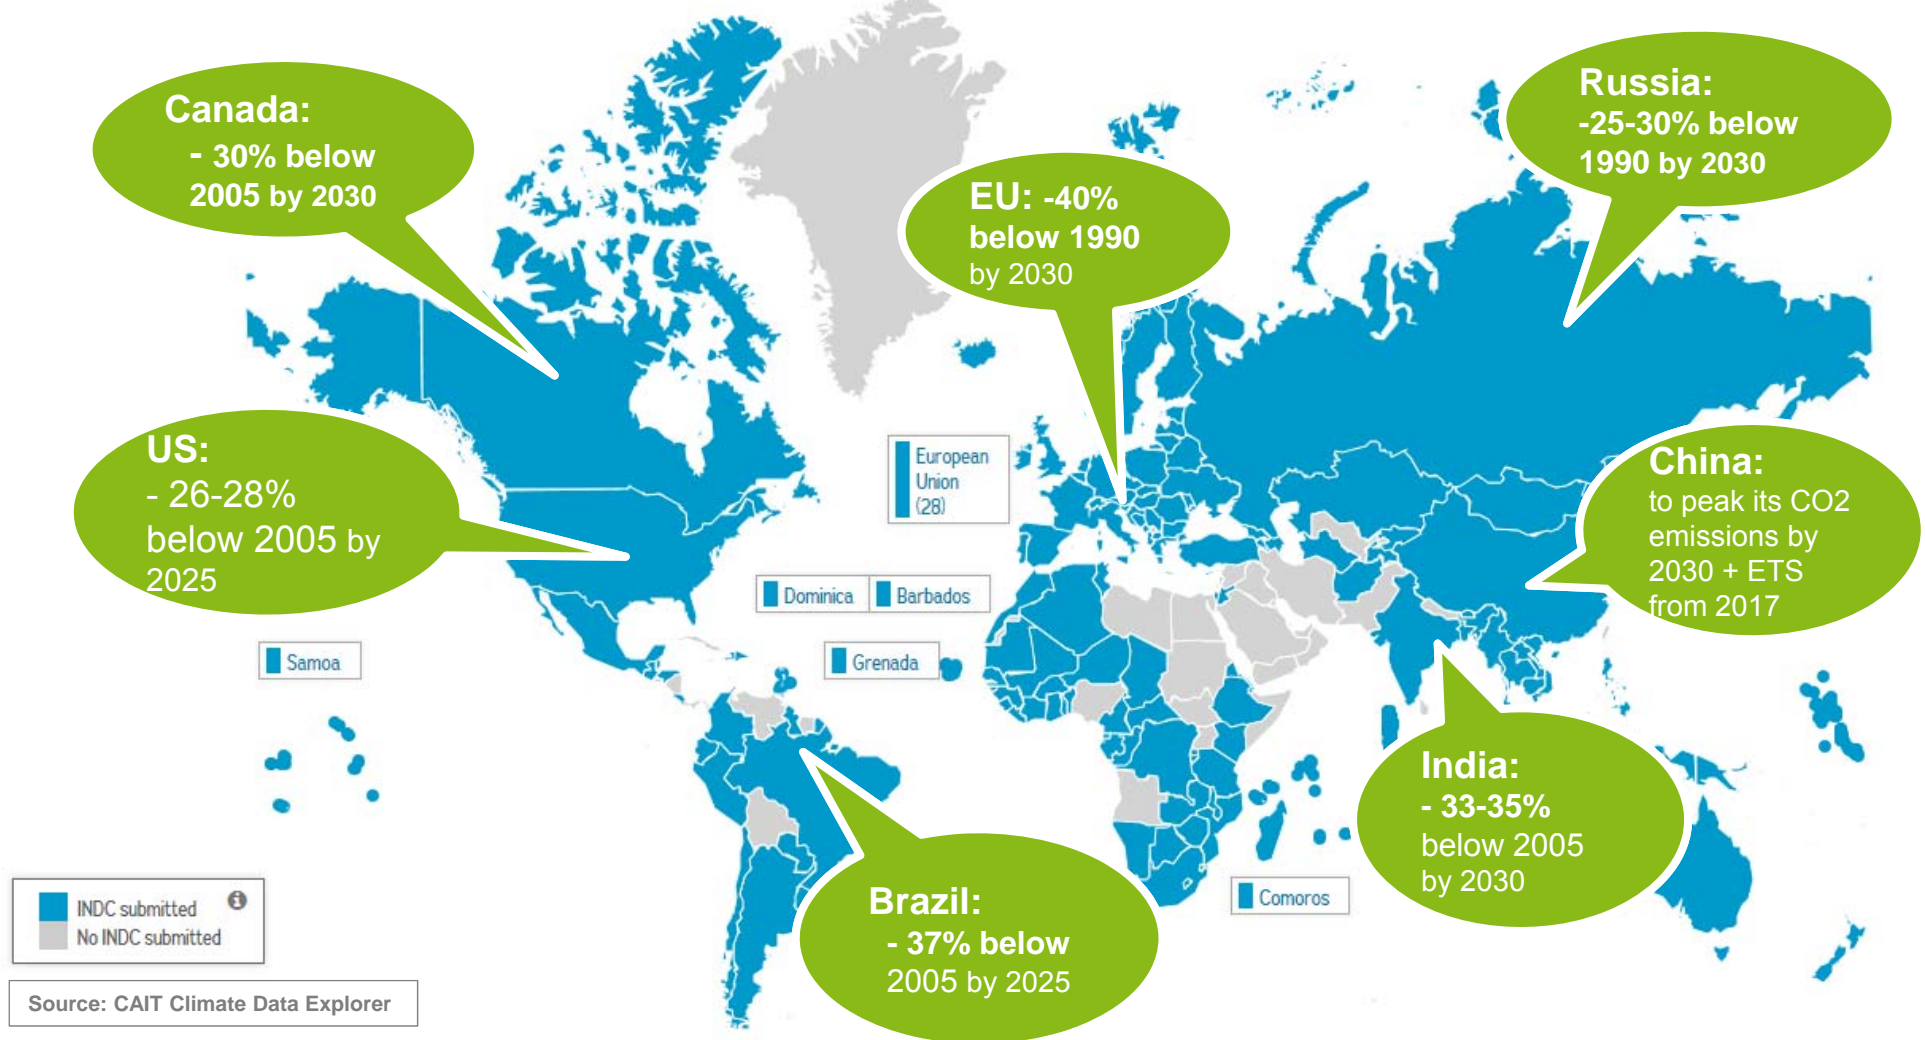 Canada:
- 30% below
2005 by 2030
Russia:
-25-30% below
1990 by 2030
EU: -40%
below 1990
by 2030
US:
- 26-28%
below 2005 by
2025
European
Union
(28)
China:
to peak its CO2
emissions by
2030 + ETS
from 2017
Dominica
Barbados
Samoa
Grenada
India:
- 33-35%
below 2005
by 2030
Brazil:
- 37% below
2005 by 2025
Comoros
INDC submitted
i
No INDC submitted
Source: CAIT Climate Data Explorer